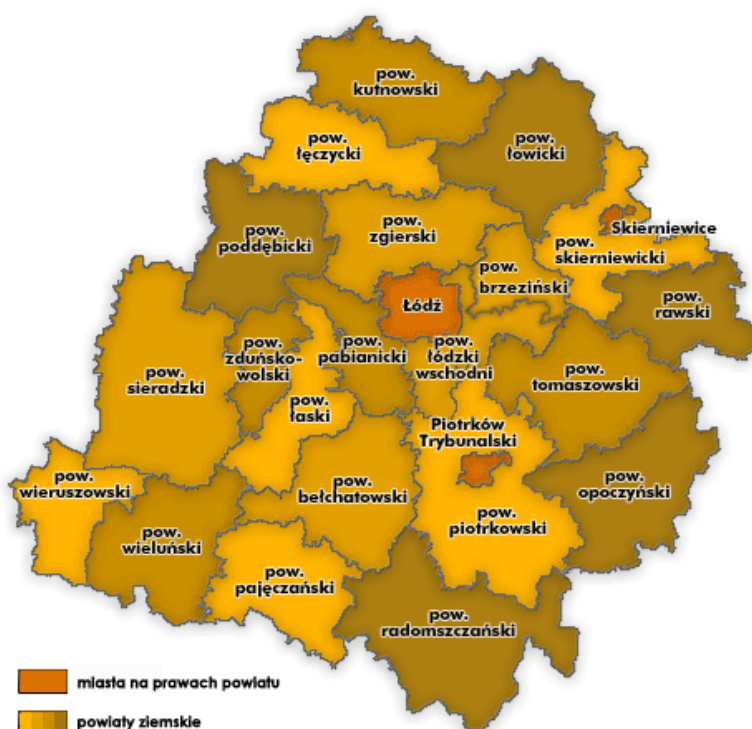 pow.
kutnowski
pow.
łęczycki
pow.
łowicki
pow.
poddębicki
pow.
zgierski
Skierniewice
pow.
skierniewicki
pow.
brzeziński
pow.
rawski
Łódź
pow.
zduńsko-
wolski
pow.
pabianicki
pow.
łódzki
wschodni
pow.
sieradzki
pow.
tomaszowski
pow.
łaski
Piotrków
Trybunalski
pow.
wieruszowski
pow.
bełchatowski
pow.
opoczyński
pow.
piotrkowski
pow.
wieluński
pow.
pajęczański
pow.
radomszczański
miasta na prawach powiatu
powiaty ziemskie